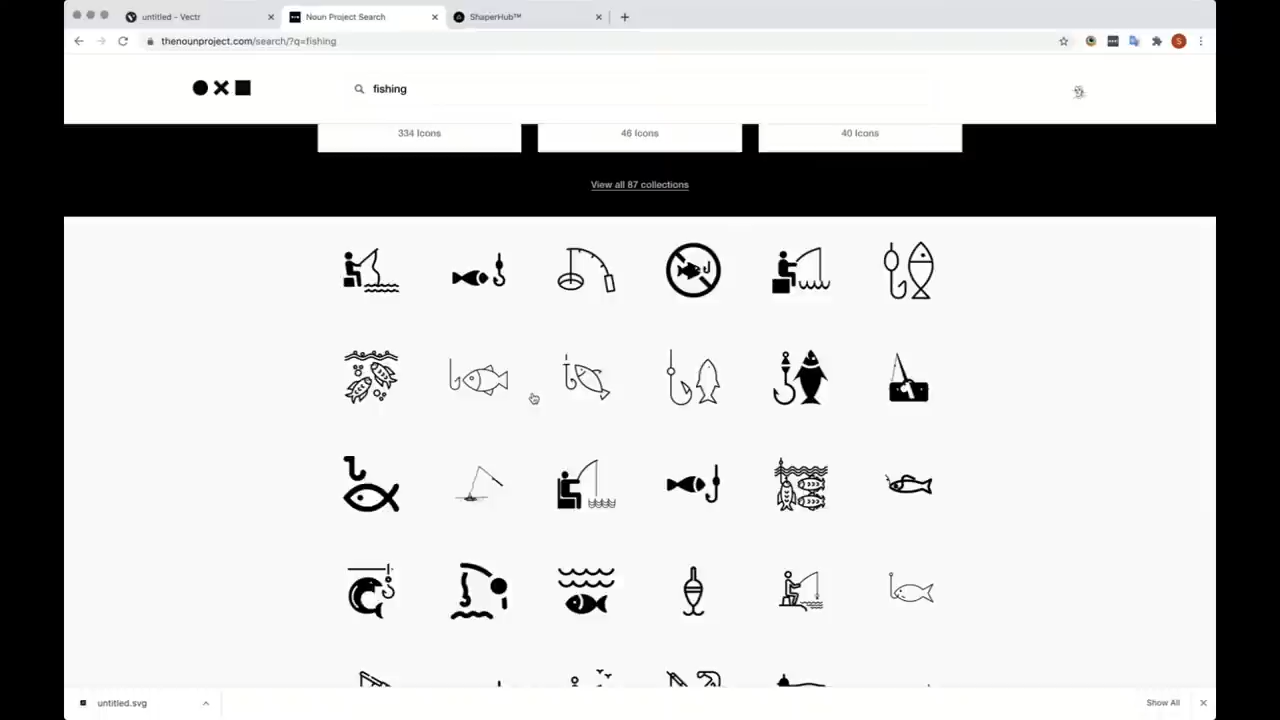 untitled - Vectr
Noun Project Search
ShaperHub™
thenounproject.com/search/?q=fishing
S
fishing
334 Icons
46 Icons
40 Icons
View all 87 collections
untitled.svg
Show All